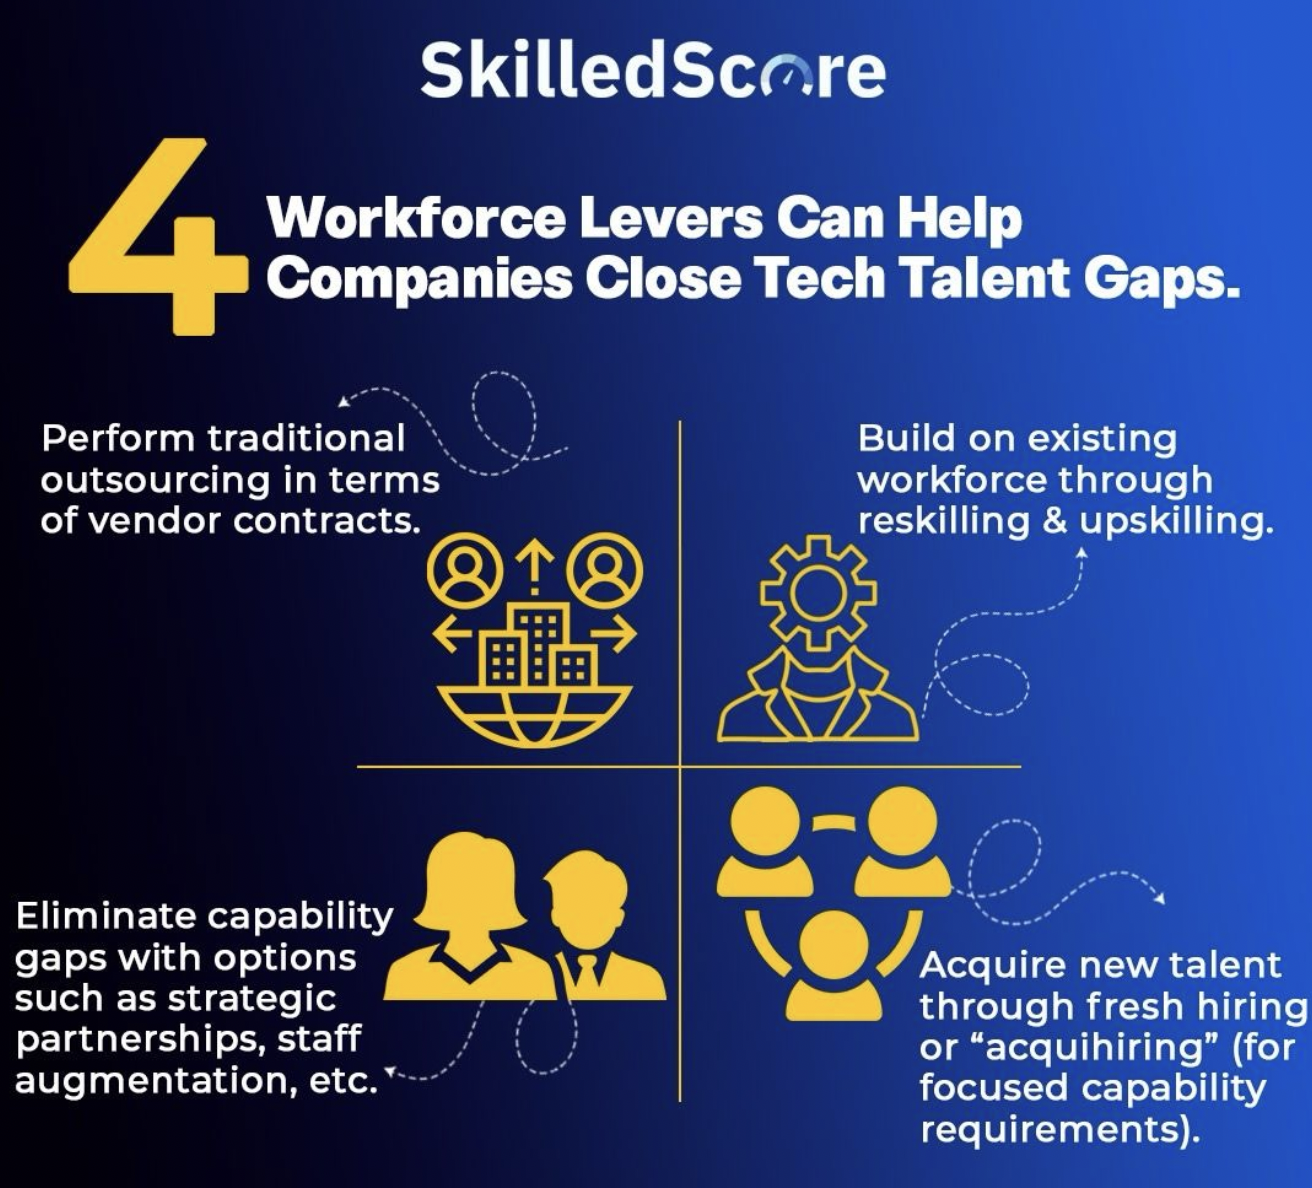 SkilledScore
4
Workforce Levers Can Help
Companies Close Tech Talent Gaps.
Perform traditional
outsourcing in terms
of vendor contracts.
Build on existing
workforce through
reskilling & upskilling.
Eliminate capability
gaps with options
such as strategic
partnerships, staff
augmentation, etc.
Acquire new talent
through fresh hiring
or “acquihiring” (for
focused capability
requirements).